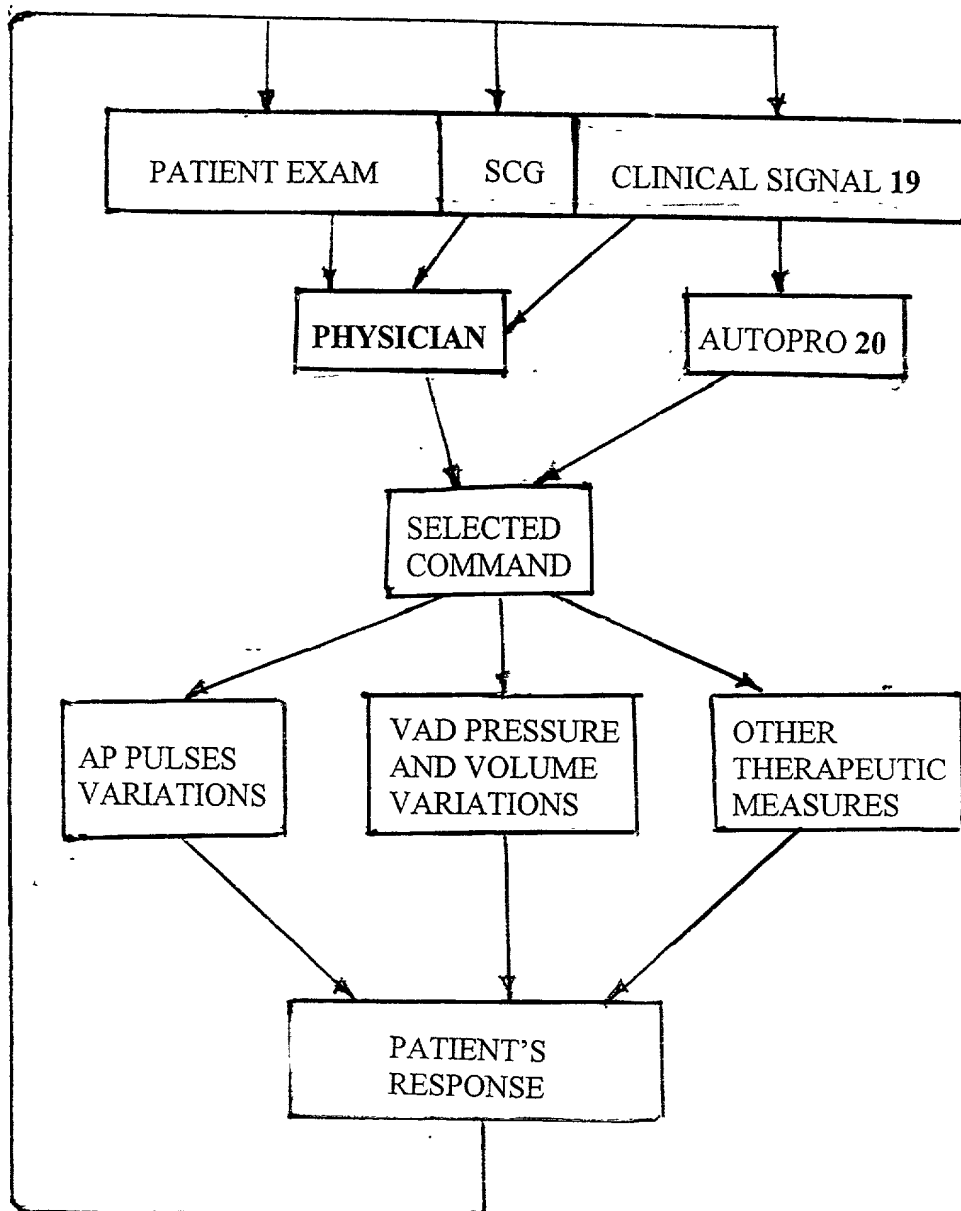 PATIENT EXAM
SCG
CLINICAL SIGNAL 19
PHYSICIAN
AUTOPRO 20
SELECTED
COMMAND
AP PULSES
VARIATIONS
VAD PRESSURE
AND VOLUME
VARIATIONS
OTHER
THERAPEUTIC
MEASURES
PATIENT'S
RESPONSE